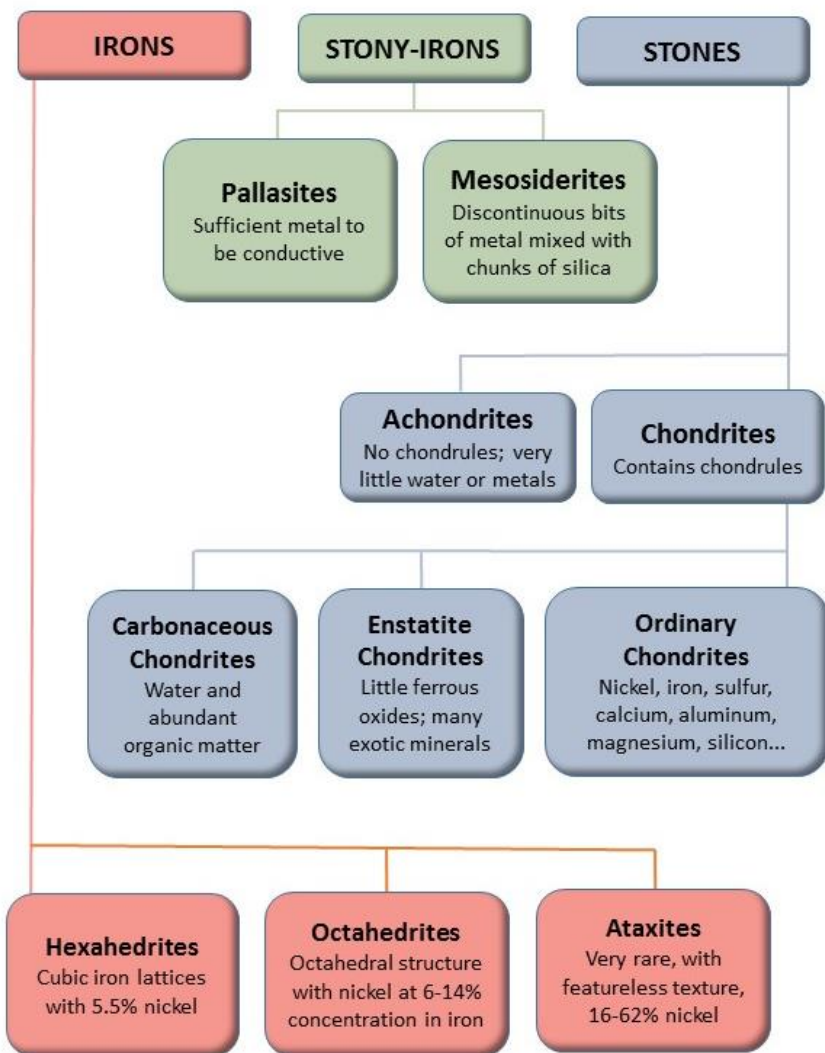 IRONS
STONY-IRONS
STONES
Pallasites
Sufficient metal to
be conductive
Mesosiderites
Discontinuous bits
of metal mixed with
chunks of silica
Achondrites
No chondrules; very
little water or metals
Chondrites
Contains chondrules
Carbonaceous
Chondrites
Water and
abundant
organic matter
Enstatite
Chondrites
Little ferrous
oxides; many
exotic minerals
Ordinary
Chondrites
Nickel, iron, sulfur,
calcium, aluminum,
magnesium, silicon...
Hexahedrites
Cubic iron lattices
with 5.5% nickel
Octahedrites
Octahedral structure
with nickel at 6-14%
concentration in iron
Ataxites
Very rare, with
featureless texture,
16-62% nickel